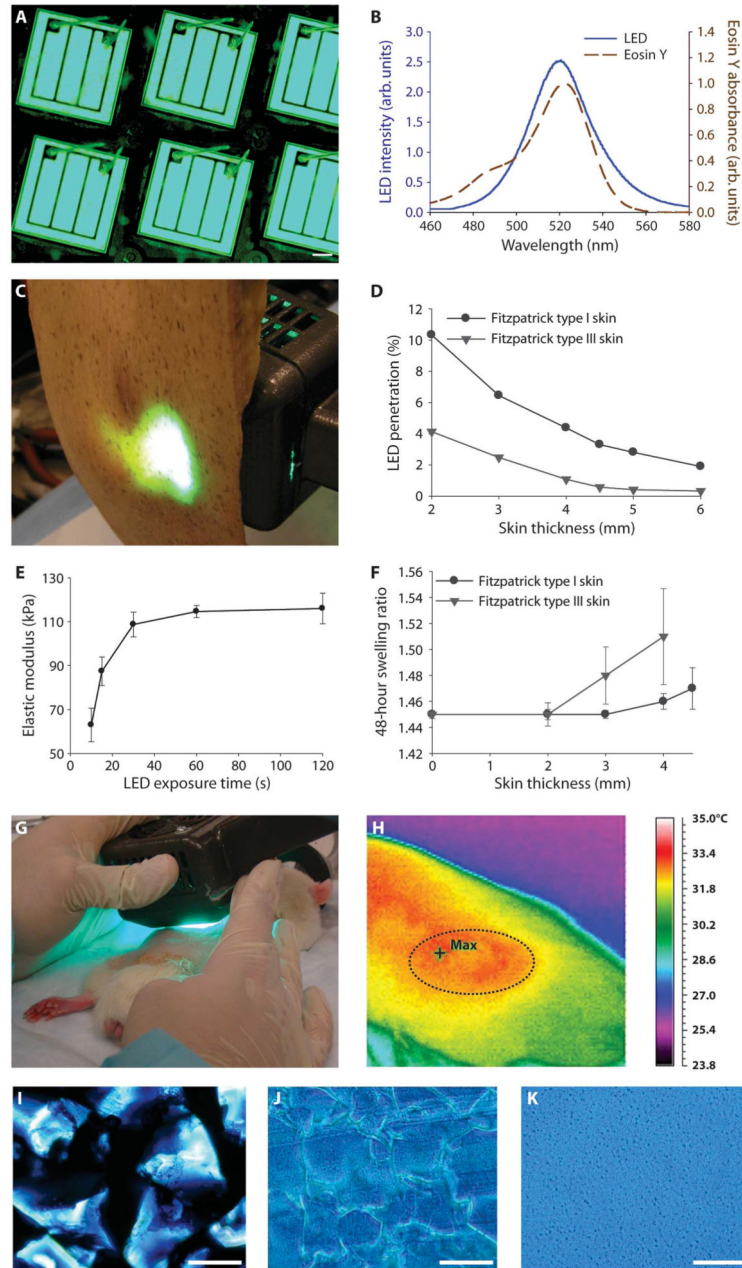 A
B
3.0
2.5
2.0
1.5
1.0
0.5
0.0
LED intensity (arb. units)
LED
Eosin Y
1.4
1.2
1.0
0.8
0.6
0.4
0.2
0.0
Eosin Y absorbance (arb. units)
460 480 500 520 540 560 580
Wavelength (nm)
C
D
12
10
8
6
4
2
0
LED penetration (%)
Fitzpatrick type I skin
Fitzpatrick type III skin
2 3 4 5 6
Skin thickness (mm)
E
130
110
90
70
50
Elastic modulus (kPa)
0 20 40 60 80 100 120
LED exposure time (s)
F
1.56
1.54
1.52
1.50
1.48
1.46
1.44
1.42
48-hour swelling ratio
Fitzpatrick type I skin
Fitzpatrick type III skin
0 1 2 3 4
Skin thickness (mm)
G
H
Max
35.0°C
33.4
31.8
30.2
28.6
27.0
25.4
23.8
I
J
K